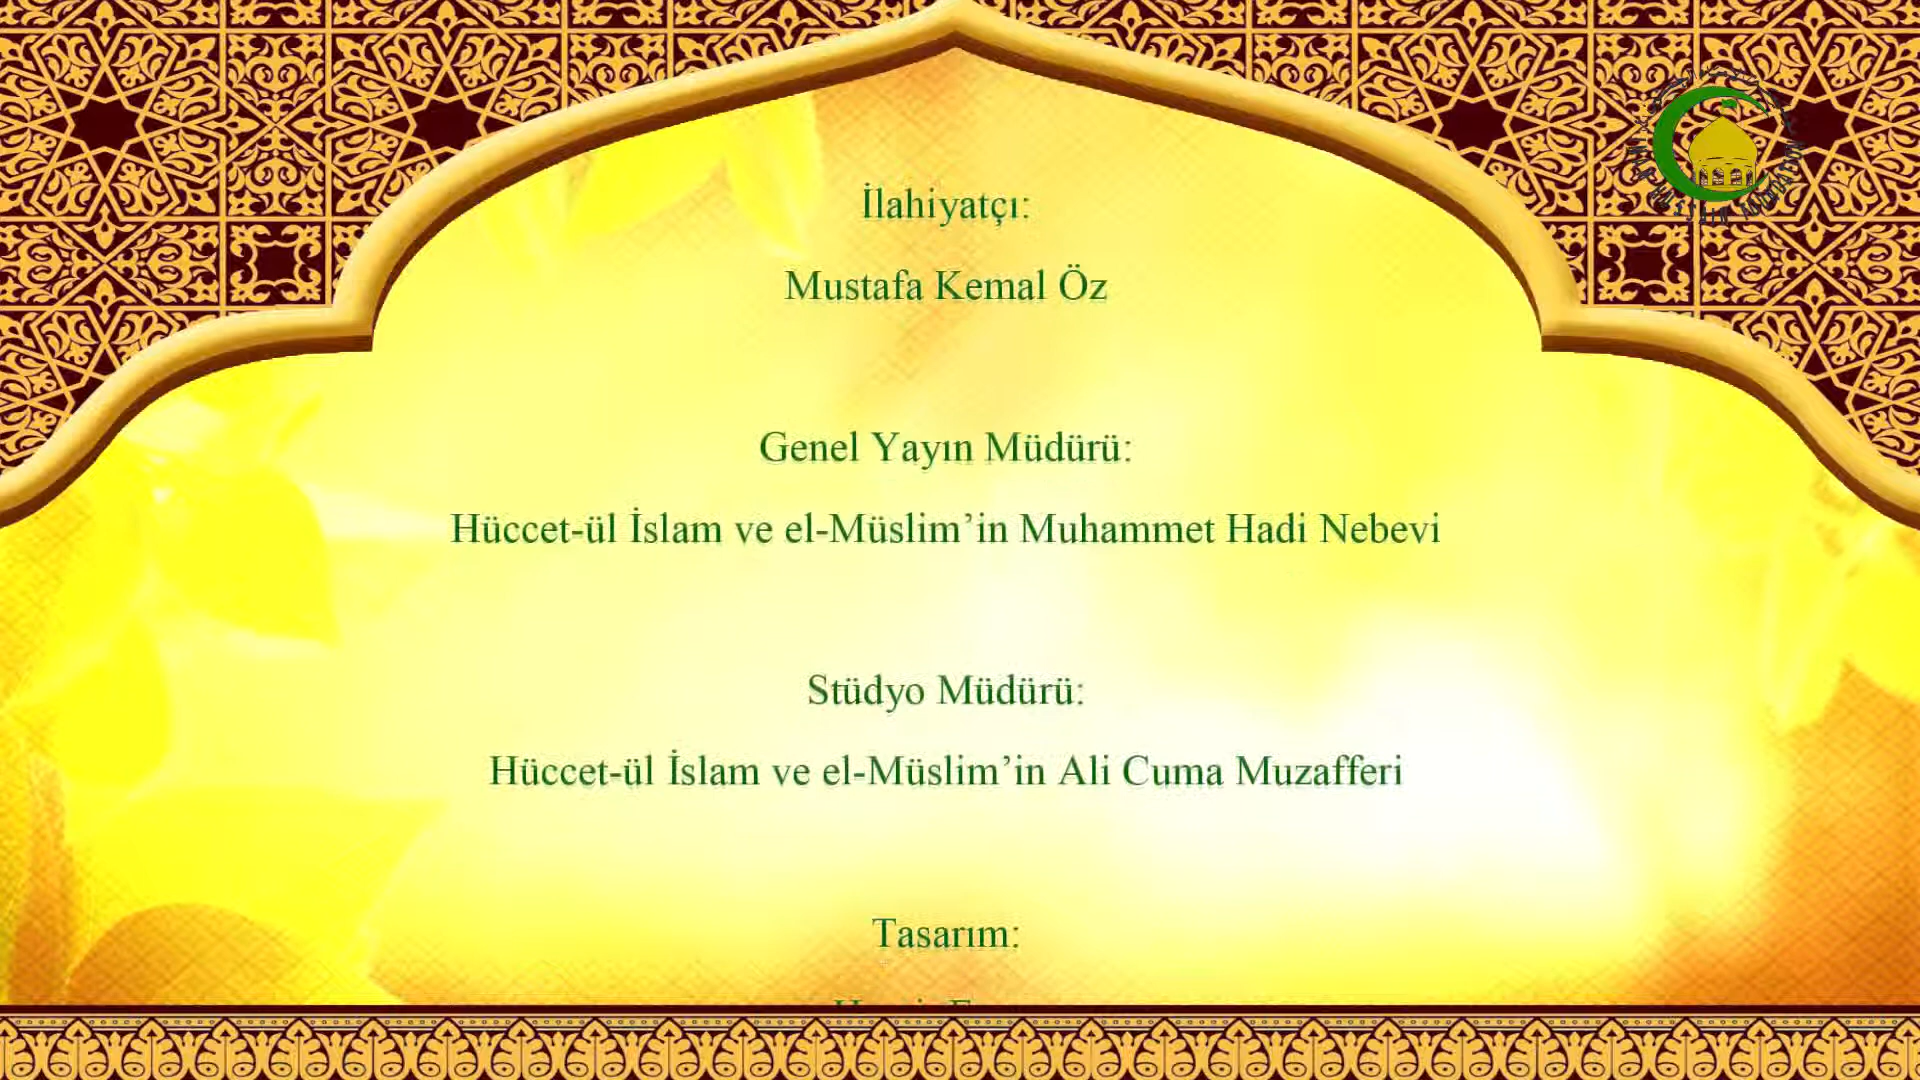 İlahiyatçı:
Mustafa Kemal Öz
Genel Yayın Müdürü:
Hüccet-ül İslam ve el-Müslim’in Muhammet Hadi Nebevi
Stüdyo Müdürü:
Hüccet-ül İslam ve el-Müslim’in Ali Cuma Muzafferi
Tasarım: